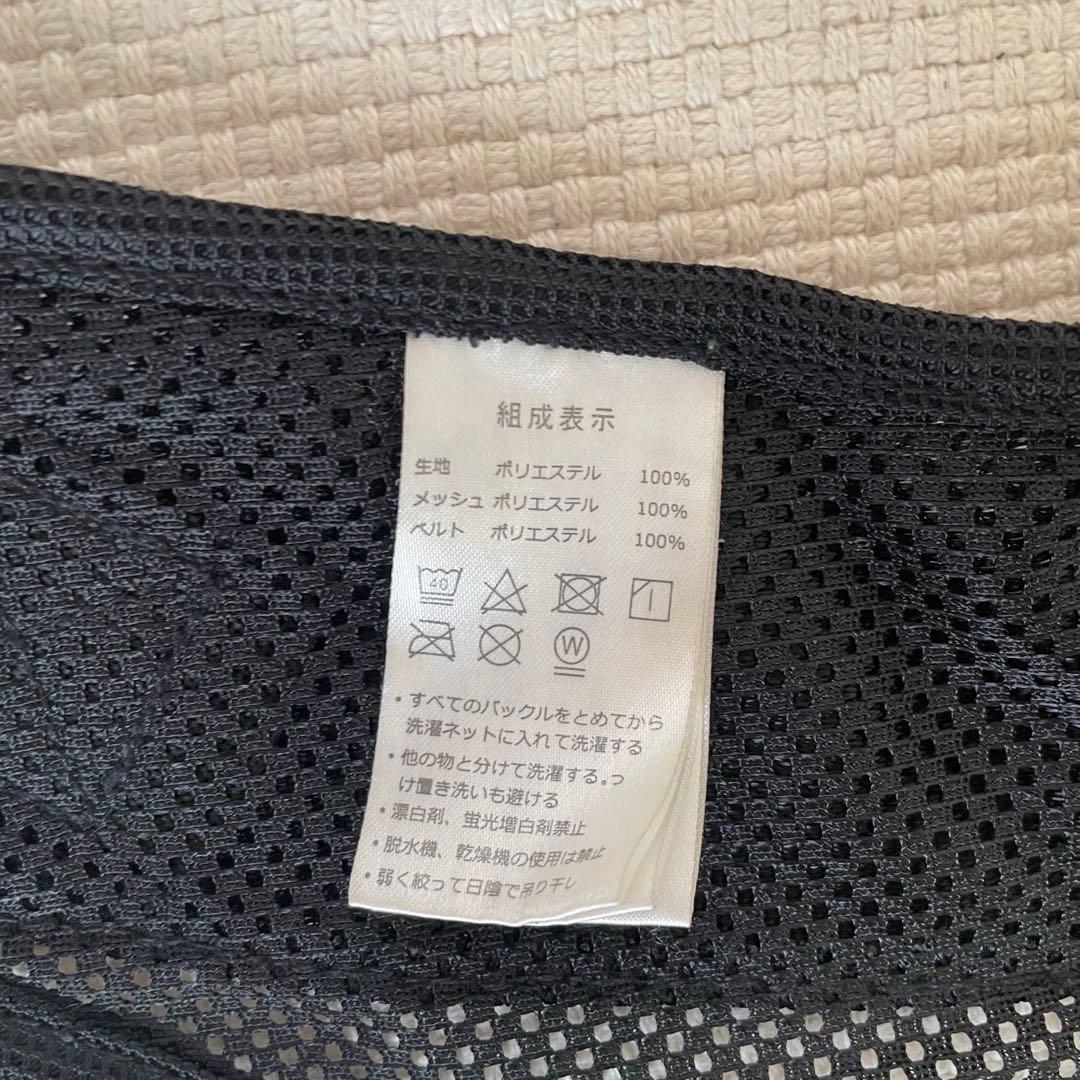 組成表示
生地 ポリエステル 100%
メッシュ ポリエステル 100%
ベルト ポリエステル 100%
40
W
・すべてのバックルをとめてから
洗濯ネットに入れて洗濯する
・他の物と分けて洗濯する。っ
け置き洗いも避ける
・漂白剤、蛍光増白剤禁止
・脱水機、乾燥機の使用は禁止
・弱く絞って日陰で吊り干し